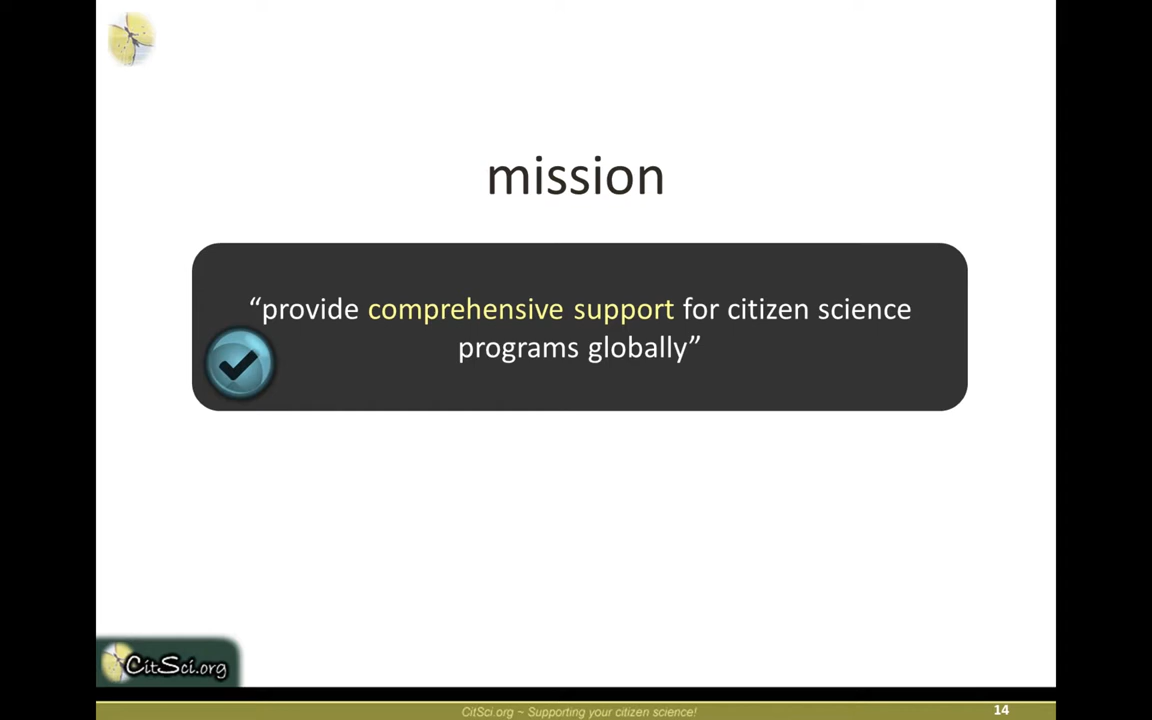 mission
“provide comprehensive support for citizen science
programs globally”
CitSci.org
CitSci.org ~ Supporting your citizen science!
14